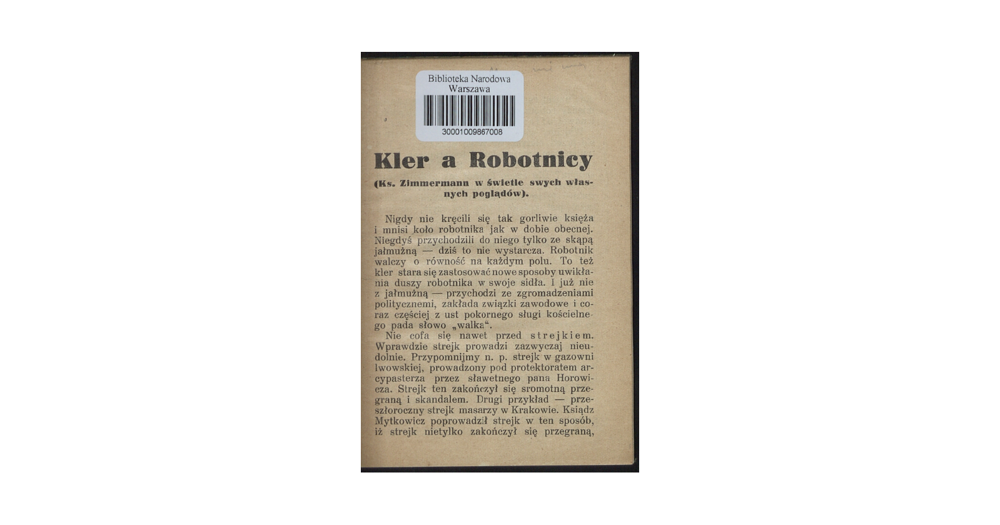 Biblioteka Narodowa
Warszawa
30001009867008
Kler a Robotnicy
(Ks. Zimmermann w świetle swych włas-
nych poglądów).
Nigdy nie kręcili się tak gorliwie księża
i mnisi koło robotnika jak w dobie obecnej.
Niegdyś przychodzili do niego tylko ze skąpą
jałmużną — dziś to nie wystarcza. Robotnik
walczy o równość na każdym polu. To też
kler stara się zastosować nowe sposoby uwikła-
nia duszy robotnika w swoje sidła. I już nie
z jałmużną — przychodzi ze zgromadzeniami
politycznemi, zakłada związki zawodowe i co-
raz częściej z ust pokornego sługi kościelne-
go pada słowo „walka“.
Nie cofa się nawet przed strejkiem.
Wprawdzie strejk prowadzi zazwyczaj nieu-
dolnie. Przypomnijmy n. p. strejk w gazowni
lwowskiej, prowadzony pod protektoratem ar-
cypasterza przez sławetnego pana Horowi-
cza. Strejk ten zakończył się sromotną prze-
graną i skandalem. Drugi przykład — prze-
szłoroczny strejk masarzy w Krakowie. Ksiądz
Mytkowicz poprowadził strejk w ten sposób,
iż strejk nietylko zakończył się przegraną,